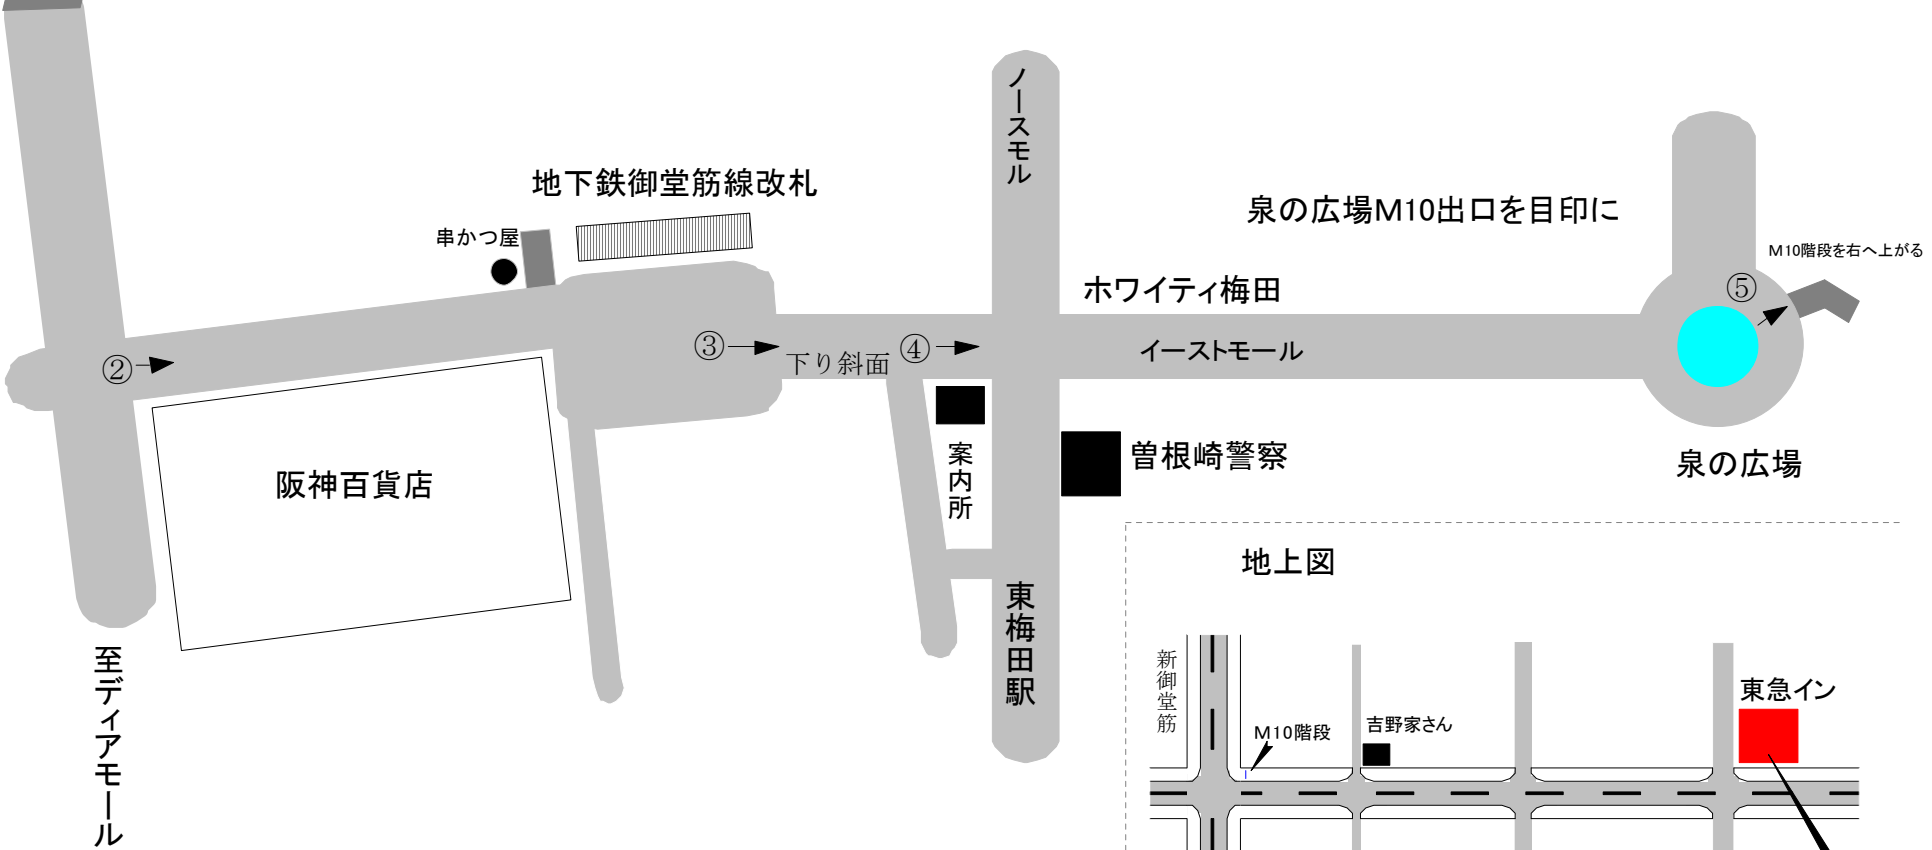 ノースモル
地下鉄御堂筋線改札
泉の広場M10出口を目印に
串かつ屋
M10階段を右へ上がる
ホワイティ梅田
⑤
②
③
下り斜面
④
イーストモール
阪神百貨店
案内所
曽根崎警察
泉の広場
東梅田駅
至ディアモール
地上図
新御堂筋
M10階段
吉野家さん
東急イン